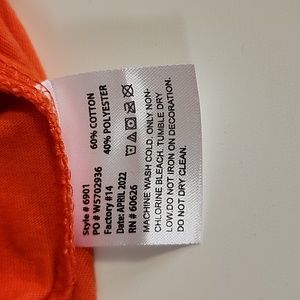 60% COTTON
40% POLYESTER
MACHINE WASH COLD, ONLY NON-
CHLORINE BLEACH. TUMBLE DRY
LOW.DO NOT IRON ON DECORATION.
DO NOT DRY CLEAN.
Style # 6901
PO # W5702936
Factory #14
Date: APRIL 2022
RN # 60626